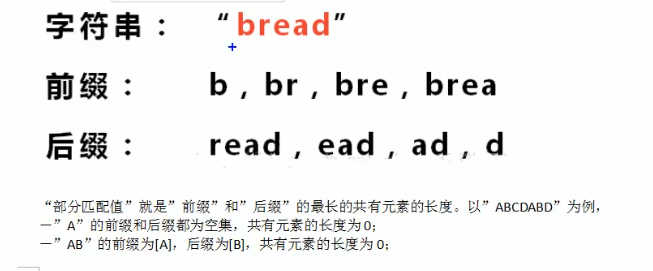 字符串： “bread”
前缀： b , br , bre , brea
后缀： read , ead , ad , d
“部分匹配值”就是”前缀”和”后缀”的最长的共有元素的长度。以”ABCDABD”为例，
－”A”的前缀和后缀都为空集，共有元素的长度为 0；
－”AB”的前缀为[A]，后缀为[B]，共有元素的长度为 0；